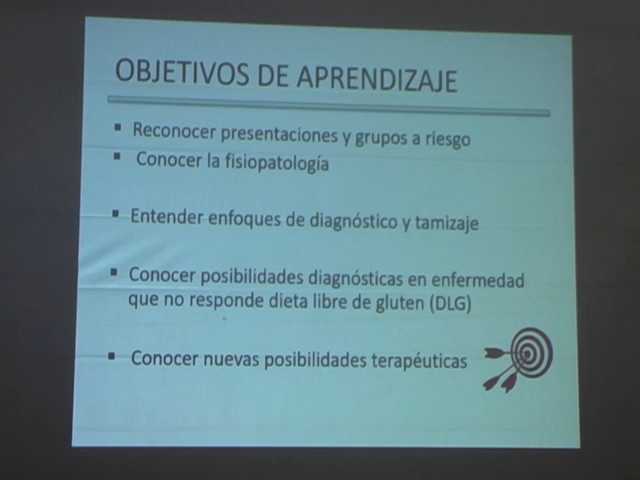 OBJETIVOS DE APRENDIZAJE
▪ Reconocer presentaciones y grupos a riesgo
▪ Conocer la fisiopatología
▪ Entender enfoques de diagnóstico y tamizaje
▪ Conocer posibilidades diagnósticas en enfermedad
que no responde dieta libre de gluten (DLG)
▪ Conocer nuevas posibilidades terapéuticas